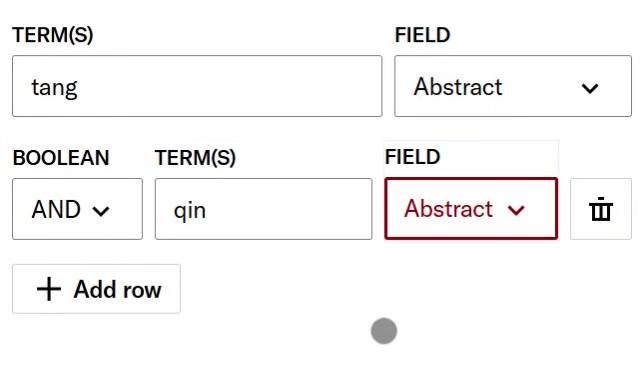 TERM(S) FIELD
tang Abstract
BOOLEAN TERM(S) FIELD
AND qin Abstract
Add row